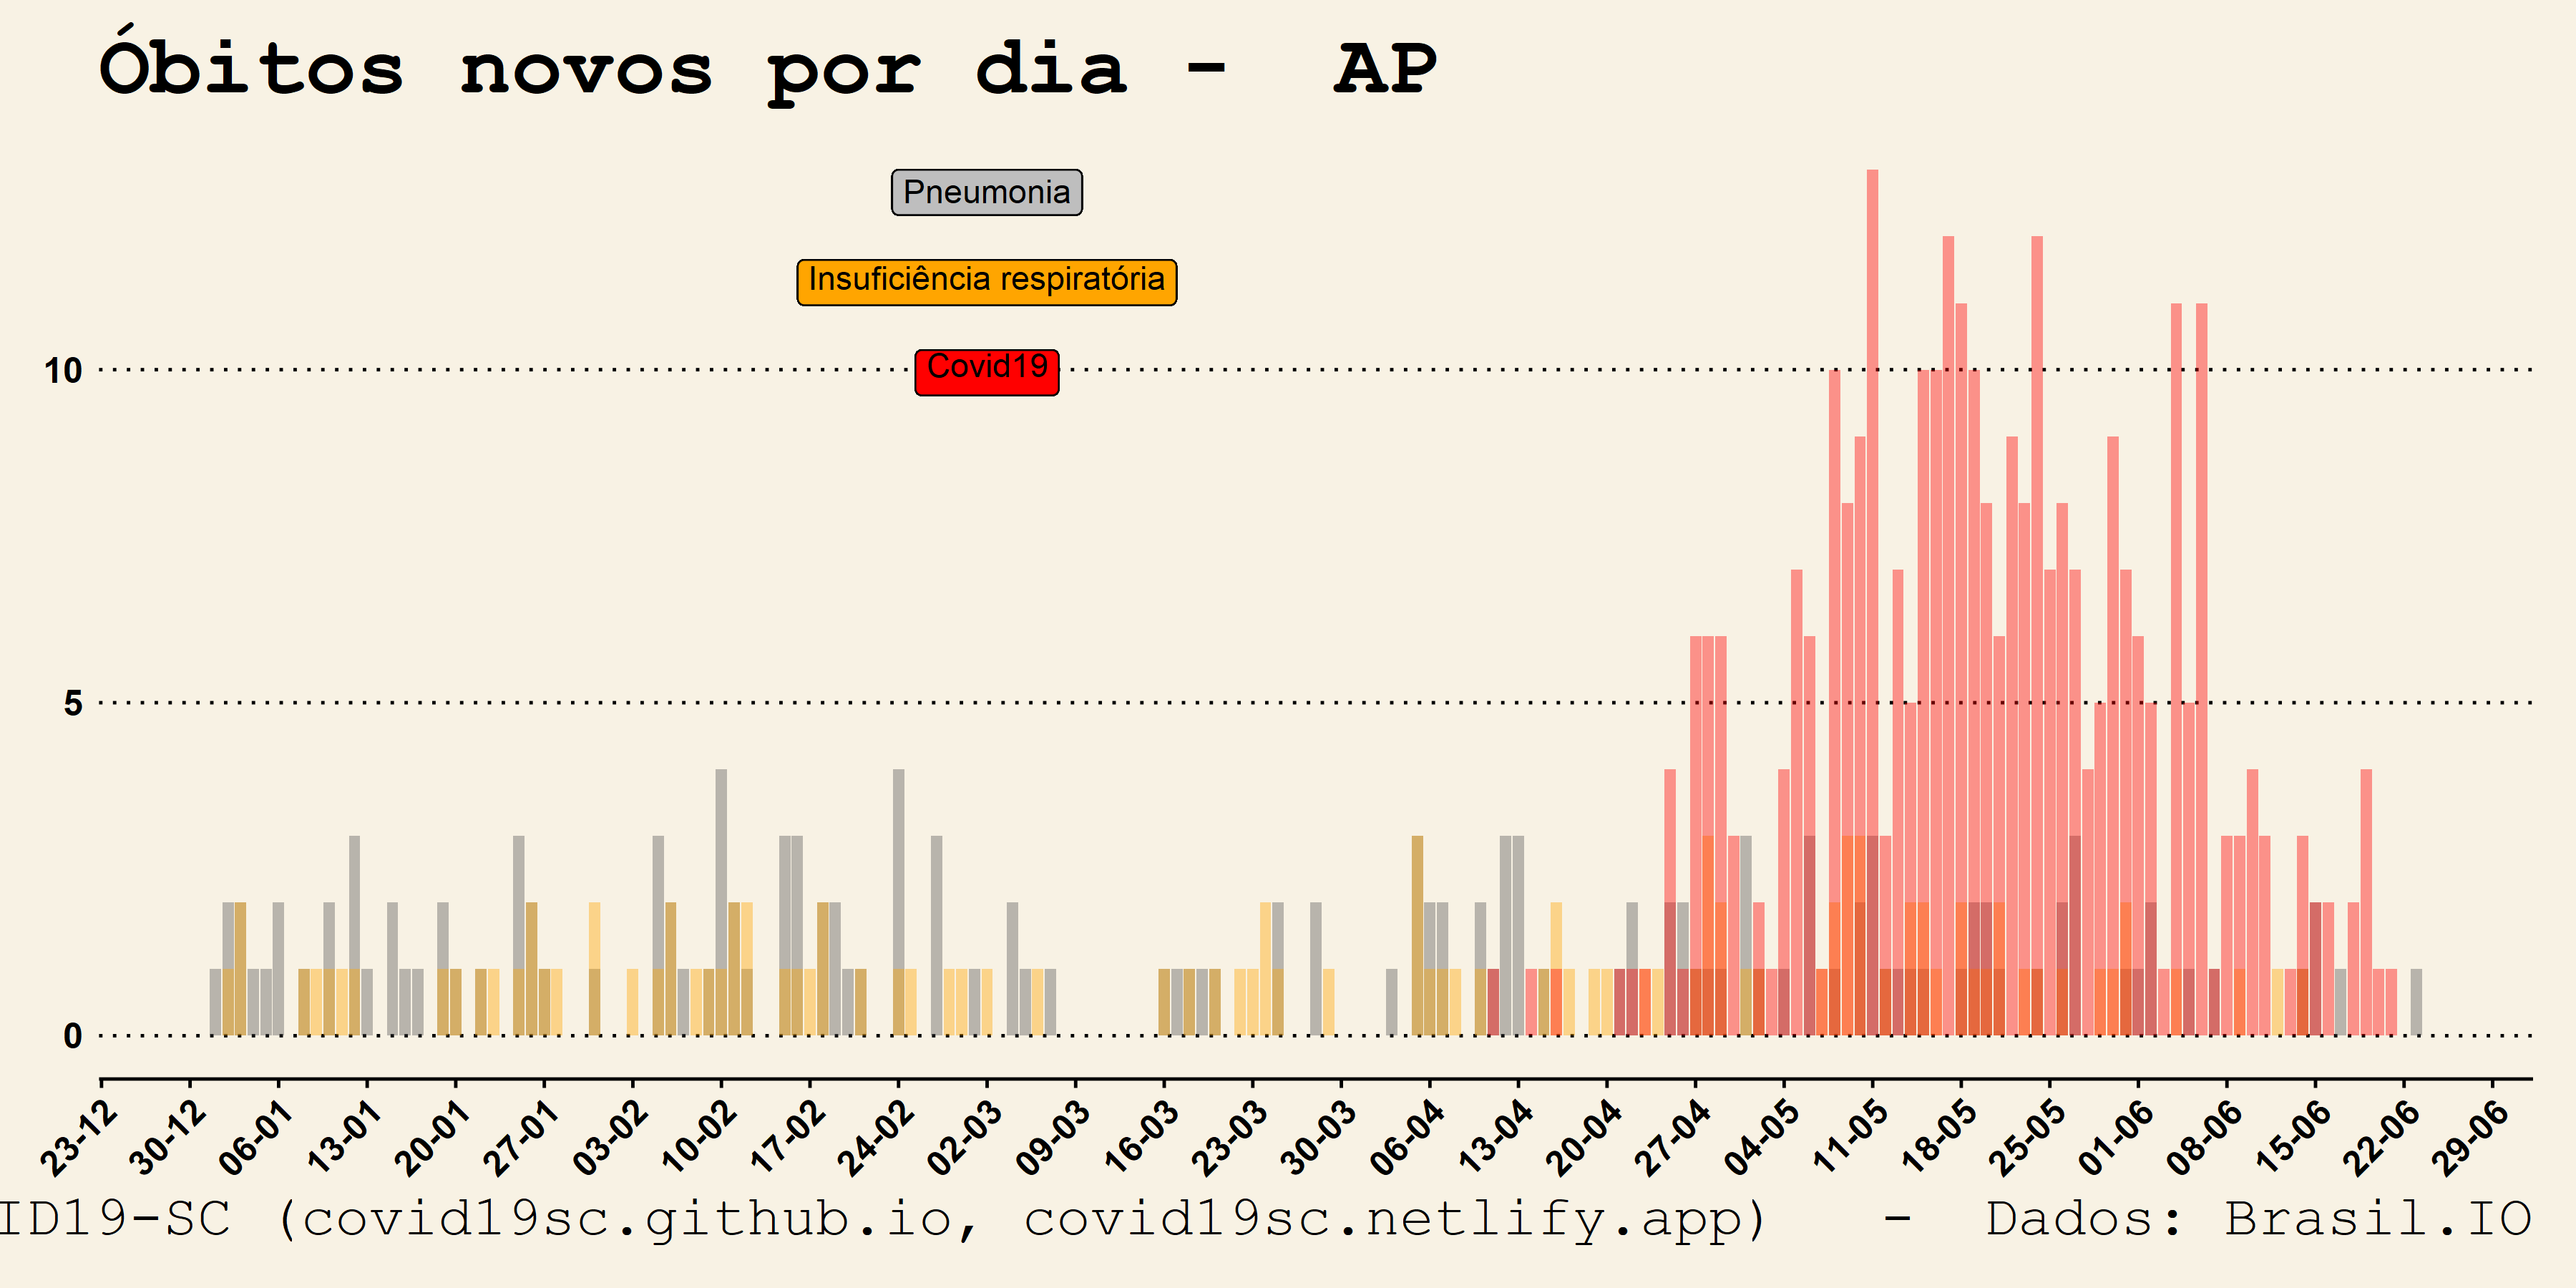 Óbitos novos por dia - AP
Pneumonia
Insuficiência respiratória
Covid19
10
5
0
23-12 30-12 06-01 13-01 20-01 27-01 03-02 10-02 17-02 24-02 02-03 09-03 16-03 23-03 30-03 06-04 13-04 20-04 27-04 04-05 11-05 18-05 25-05 01-06 08-06 15-06 22-06 29-06
ID19-SC (covid19sc.github.io, covid19sc.netlify.app) - Dados: Brasil.IO